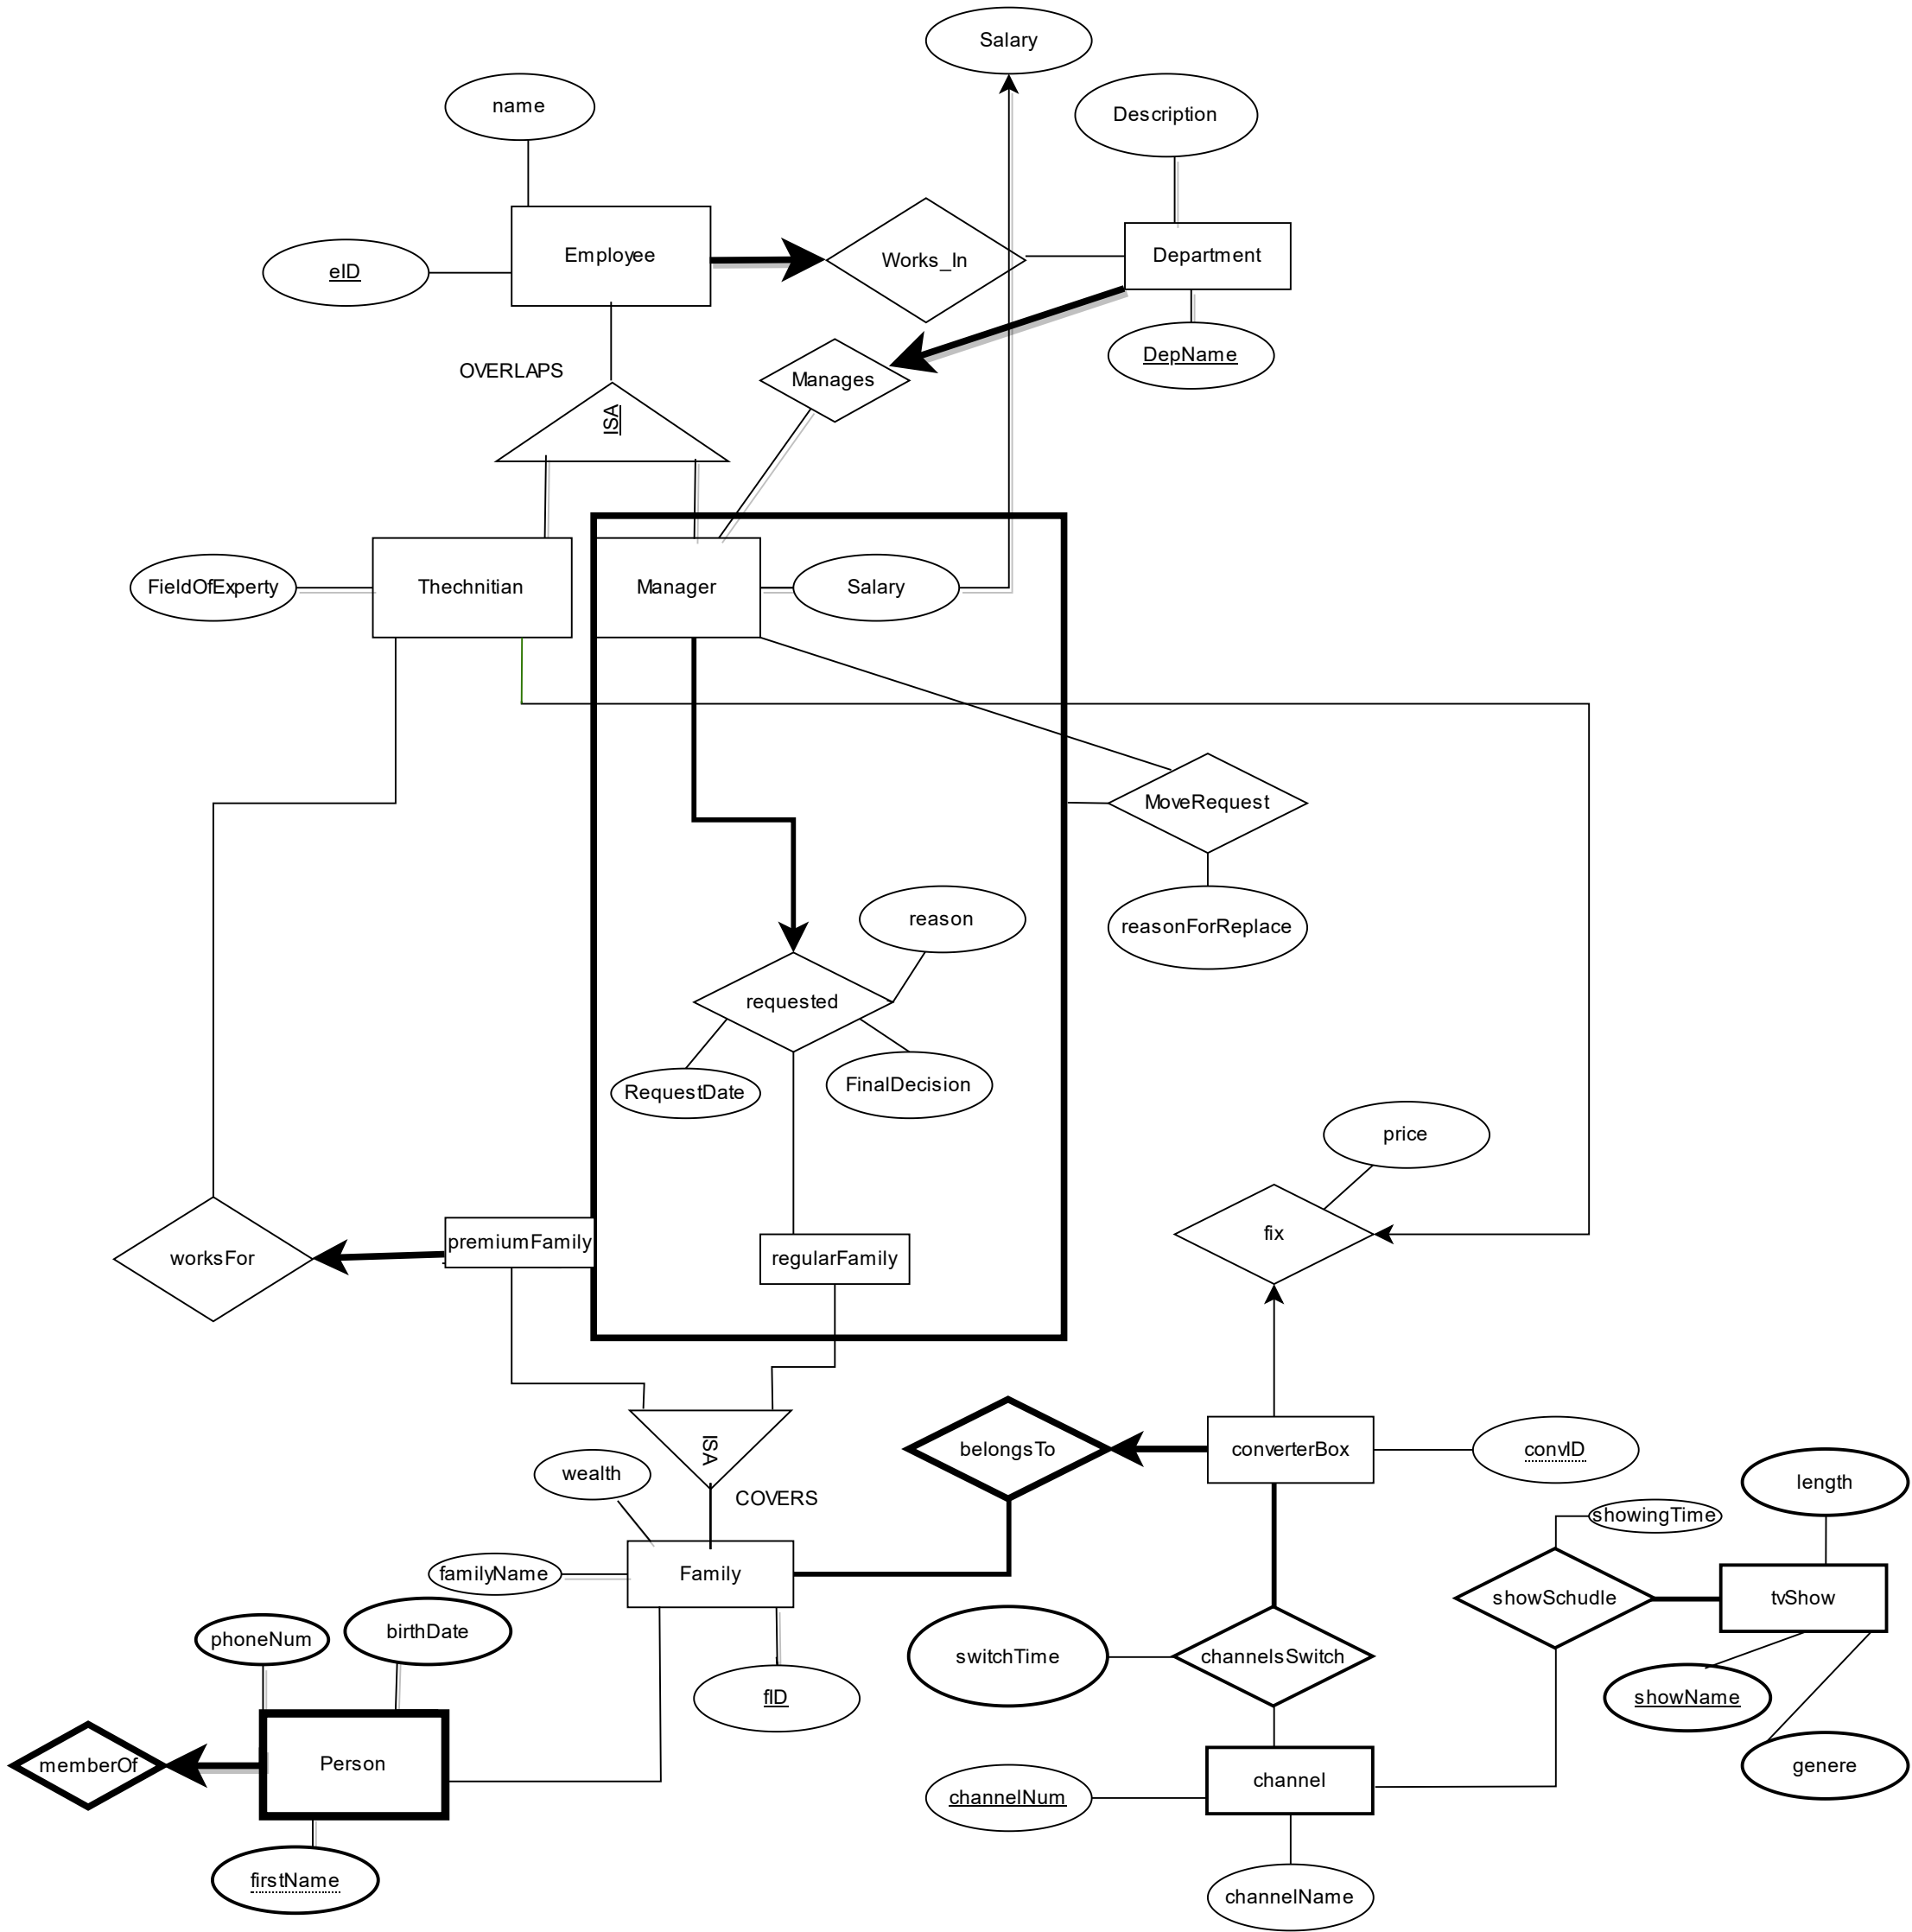 Salary
name
Description
Employee
Works_In
Department
eID
DepName
OVERLAPS
Manages
ISA
FieldOfExperty
Thechnitian
Manager
Salary
MoveRequest
reason
reasonForReplace
requested
RequestDate
FinalDecision
price
worksFor
premiumFamily
regularFamily
fix
ISA
belongsTo
converterBox
convID
wealth
COVERS
length
familyName
Family
showingTime
showSchudle
tvShow
phoneNum
birthDate
switchTime
channelsSwitch
fID
showName
memberOf
Person
channelNum
channel
genere
firstName
channelName